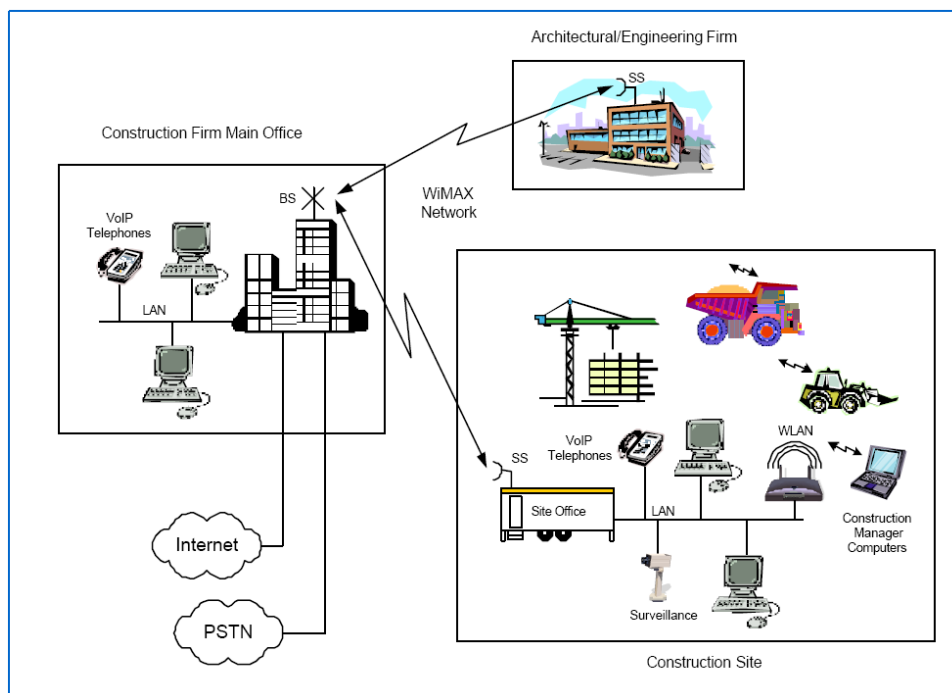 Architectural/Engineering Firm
SS
Construction Firm Main Office
BS
WiMAX
Network
VoIP
Telephones
LAN
Internet
PSTN
SS
Site Office
VoIP
Telephones
LAN
WLAN
Construction
Manager
Computers
Surveillance
Construction Site